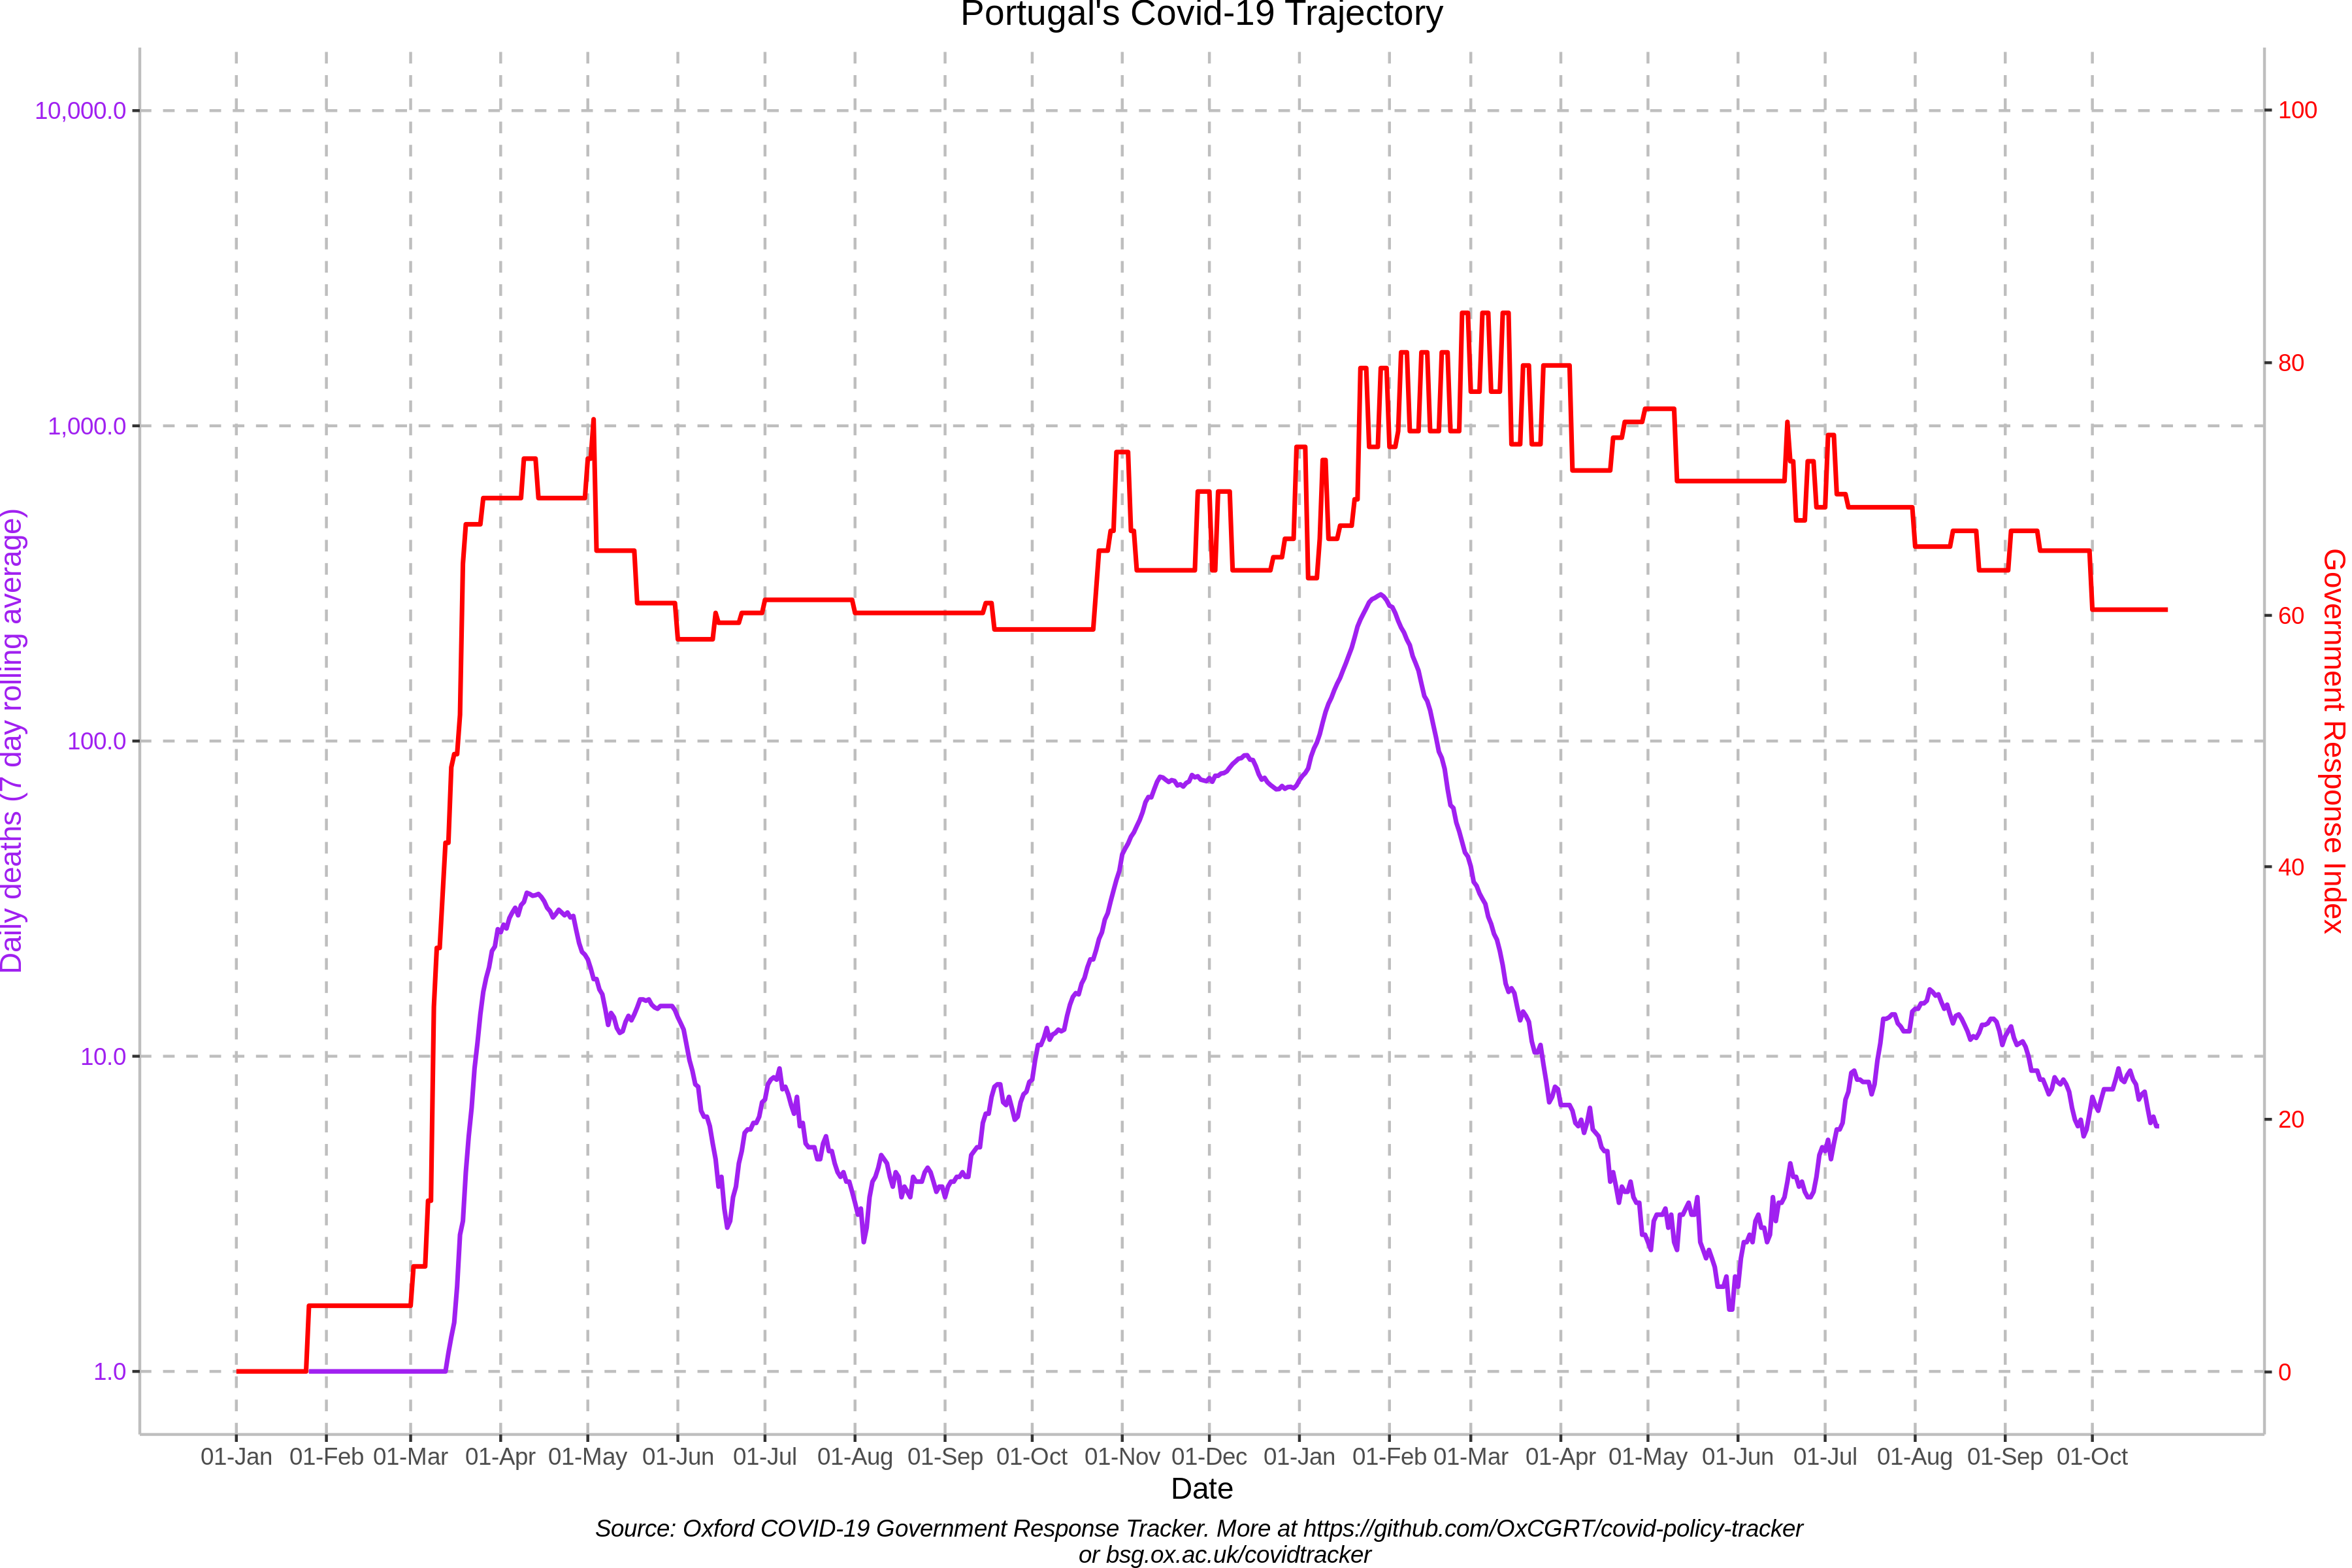 Portugal's Covid-19 Trajectory
10,000.0
1,000.0
100.0
10.0
1.0
Daily deaths (7 day rolling average)
100
80
60
40
20
0
Government Response Index
01-Jan 01-Feb 01-Mar 01-Apr 01-May 01-Jun 01-Jul 01-Aug 01-Sep 01-Oct 01-Nov 01-Dec 01-Jan 01-Feb 01-Mar 01-Apr 01-May 01-Jun 01-Jul 01-Aug 01-Sep 01-Oct
Date
Source: Oxford COVID-19 Government Response Tracker. More at https://github.com/OxCGRT/covid-policy-tracker
or bsg.ox.ac.uk/covidtracker